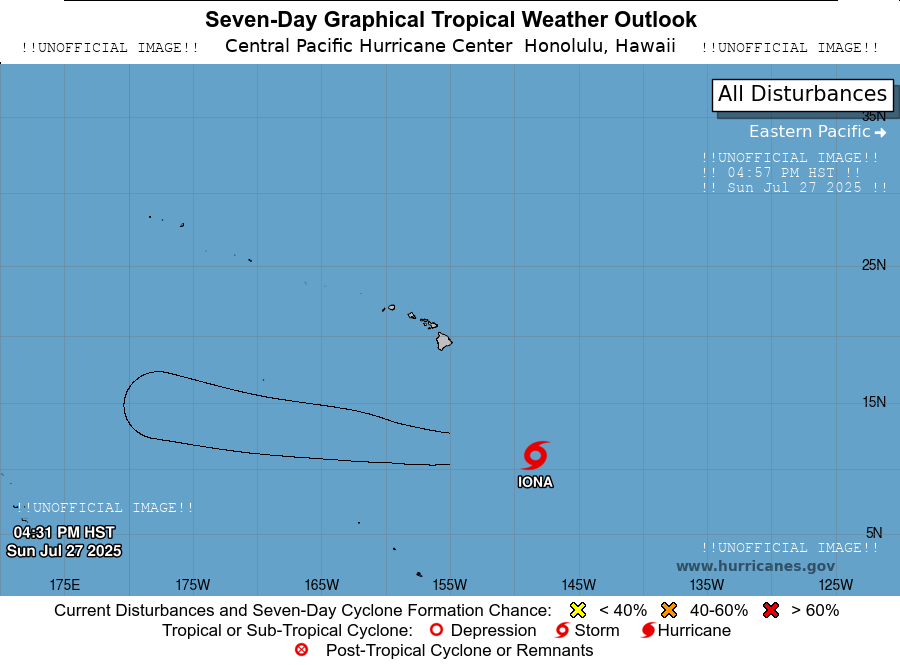 Seven-Day Graphical Tropical Weather Outlook
!!UNOFFICIAL IMAGE!! Central Pacific Hurricane Center Honolulu, Hawaii !!UNOFFICIAL IMAGE!!
All Disturbances
35N
Eastern Pacific
!!UNOFFICIAL IMAGE!!
!! 04:57 PM HST !!
!! Sun Jul 27 2025 !!
25N
15N
IONA
!!UNOFFICIAL IMAGE!!
04:31 PM HST
Sun Jul 27 2025
5N
!!UNOFFICIAL IMAGE!!
www.hurricanes.gov
175E 175W 165W 155W 145W 135W 125W
Current Disturbances and Seven-Day Cyclone Formation Chance: < 40% 40-60% > 60%
Tropical or Sub-Tropical Cyclone: Depression Storm Hurricane
Post-Tropical Cyclone or Remnants